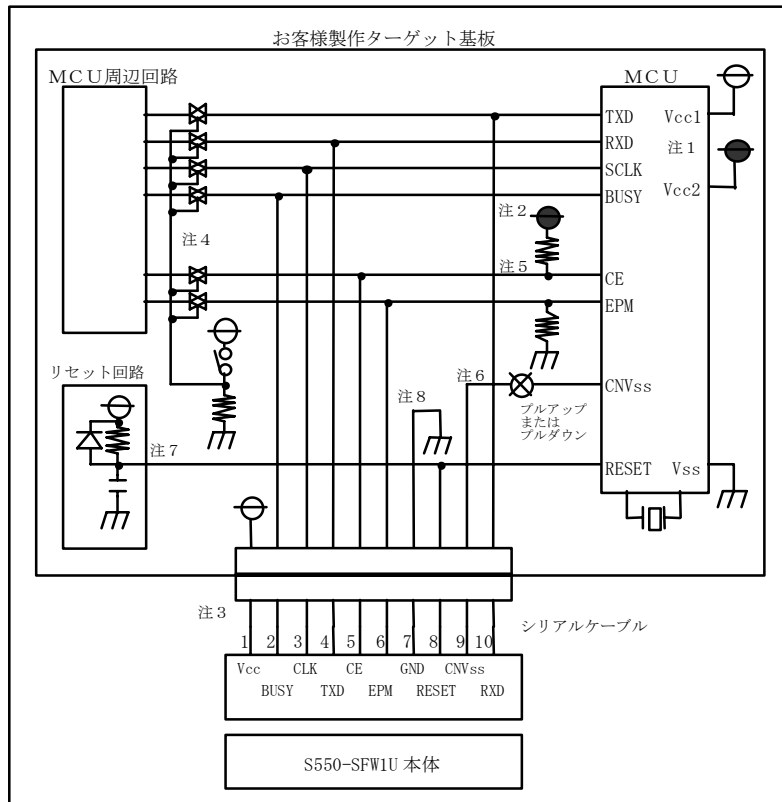 お客様製作ターゲット基板
MCU周辺回路
MCU
TXD
Vcc1
RXD
注1
SCLK
Vcc2
BUSY
注2
注4
注5
CE
EPM
リセット回路
注6
CNVss
注8
プルアップ
または
プルダウン
注7
RESET
Vss
注3
シリアルケーブル
1 2 3 4 5 6 7 8 9 10
Vcc CLK CE GND CNVss
BUSY TXD EPM RESET RXD
S550-SFW1U 本体